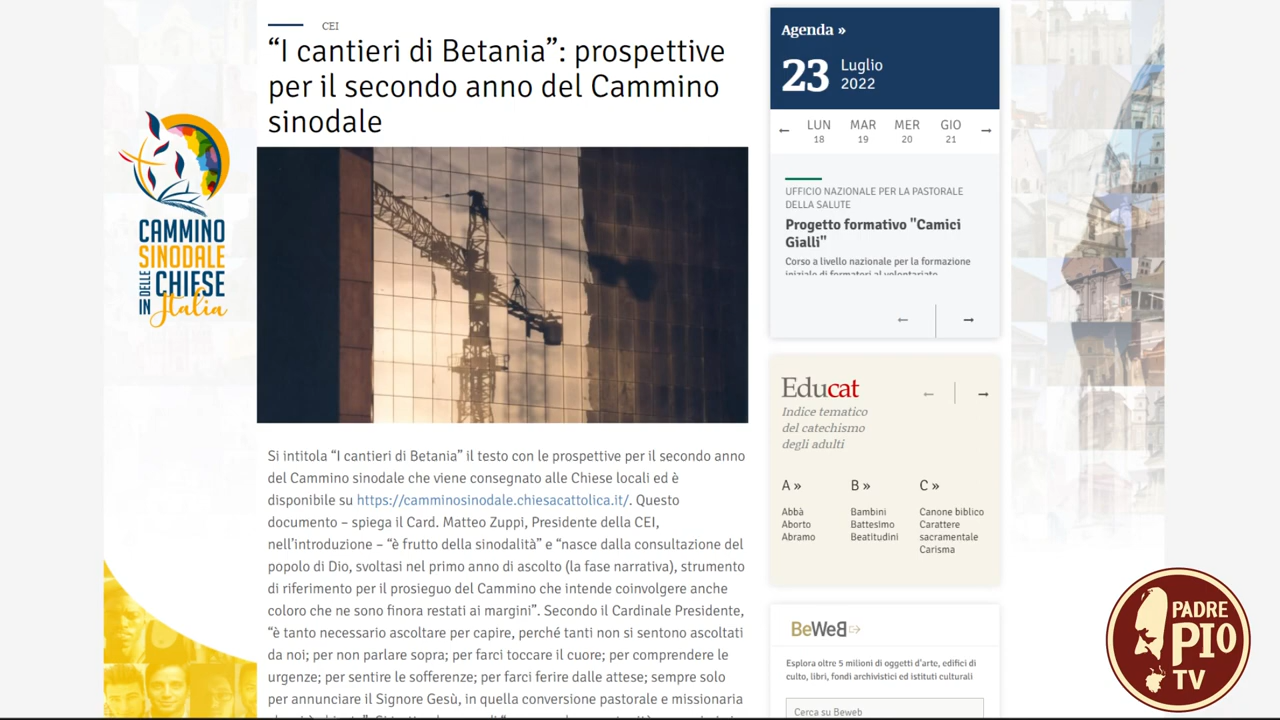 CEI
“I cantieri di Betania”: prospettive
per il secondo anno del Cammino
sinodale
CAMMINO
SINODALE
DELLE
CHIESE
IN
Italia
Si intitola “I cantieri di Betania” il testo con le prospettive per il secondo anno
del Cammino sinodale che viene consegnato alle Chiese locali ed è
disponibile su https://camminosinodale.chiesacattolica.it/. Questo
documento – spiega il Card. Matteo Zuppi, Presidente della CEI,
nell’introduzione – “è frutto della sinodalità” e “nasce dalla consultazione del
popolo di Dio, svoltasi nel primo anno di ascolto (la fase narrativa), strumento
di riferimento per il prosieguo del Cammino che intende coinvolgere anche
coloro che ne sono finora restati ai margini”. Secondo il Cardinale Presidente,
“è tanto necessario ascoltare per capire, perché tanti non si sentono ascoltati
da noi; per non parlare sopra; per farci toccare il cuore; per comprendere le
urgenze; per sentire le sofferenze; per farci ferire dalle attese; sempre solo
per annunciare il Signore Gesù, in quella conversione pastorale e missionaria
Agenda »
23
Luglio
2022
← LUN MAR MER GIO →
18 19 20 21
UFFICIO NAZIONALE PER LA PASTORALE
DELLA SALUTE
Progetto formativo "Camici
Gialli"
Corso a livello nazionale per la formazione
iniziale di formatori al volontariato
← →
Educat
← →
Indice tematico
del catechismo
degli adulti
A » B » C »
Abbà Bambini Canone biblico
Aborto Battesimo Carattere
Abramo Beatitudini sacramentale
Carisma
BeWeB
Esplora oltre 5 milioni di oggetti d'arte, edifici di
culto, libri, fondi archivistici ed istituti culturali
Cerca su Beweb
PADRE
PIO
TV